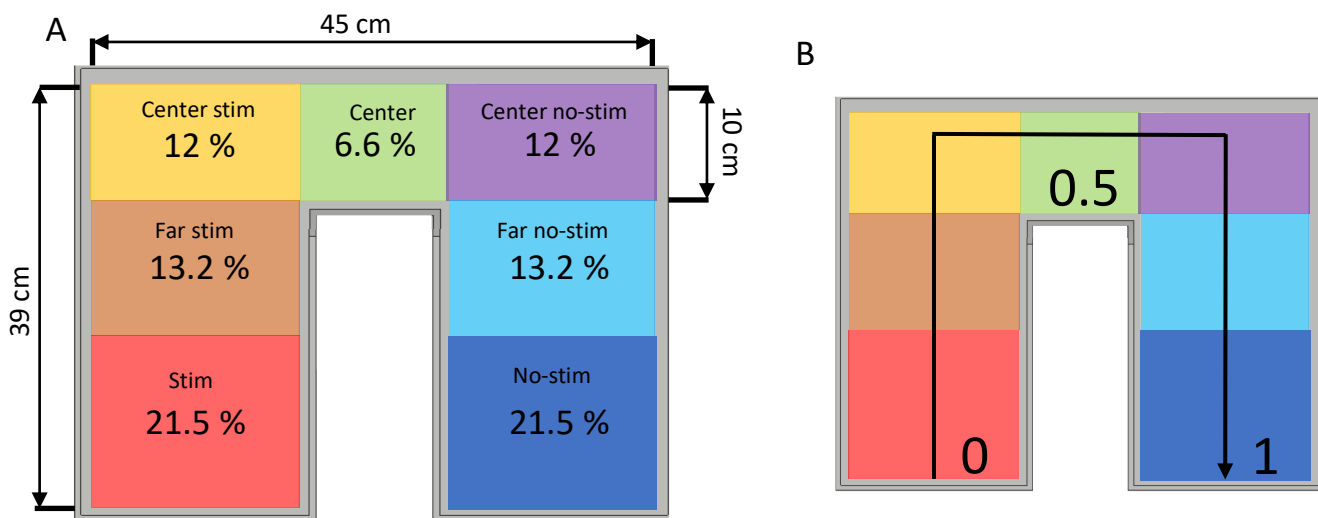 A
45 cm
39 cm
10 cm
Center stim
12 %
Center
6.6 %
Center no-stim
12 %
Far stim
13.2 %
Far no-stim
13.2 %
Stim
21.5 %
No-stim
21.5 %
B
0.5
0
1